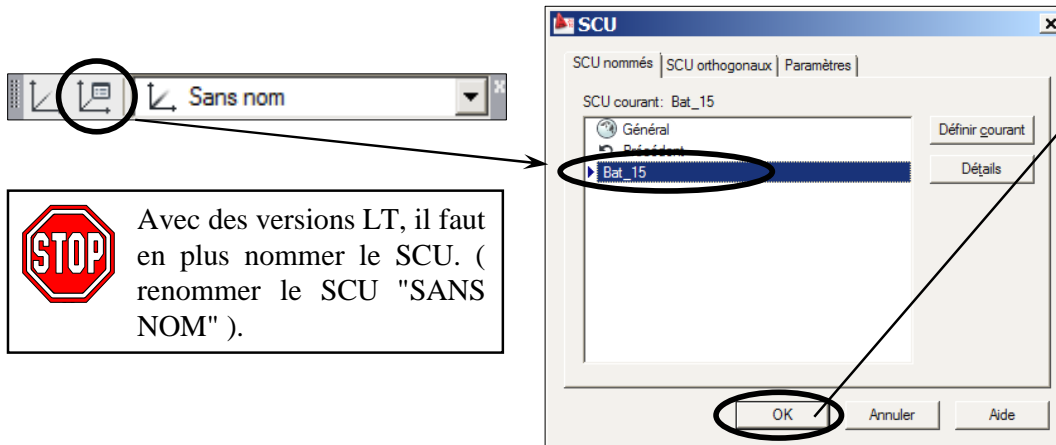 SCU
SCU nommés
SCU orthogonaux
Paramètres
Sans nom
SCU courant: Bat_15
Général
Définir courant
Précédent
Bat_15
Détails
STOP
Avec des versions LT, il faut
en plus nommer le SCU. (
renommer le SCU "SANS
NOM" ).
OK
Annuler
Aide